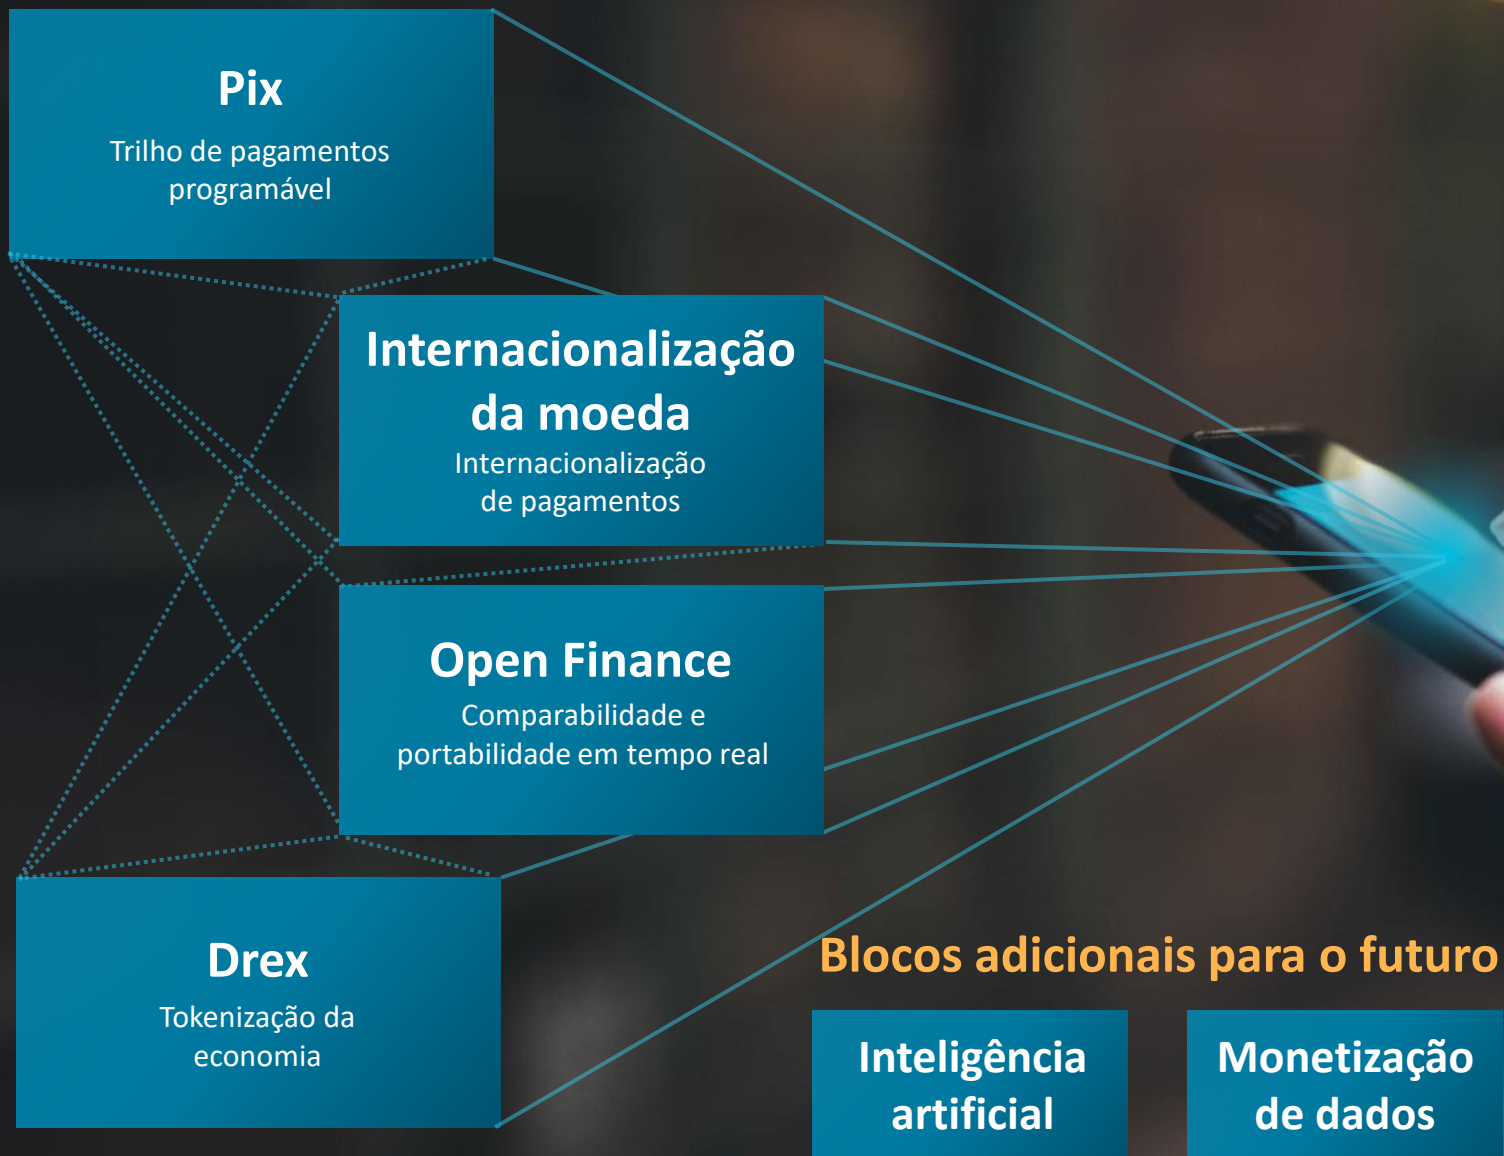 Pix
Trilho de pagamentos
programável
Internacionalização
da moeda
Internacionalização
de pagamentos
Open Finance
Comparabilidade e
portabilidade em tempo real
Drex
Tokenização da
economia
Blocos adicionais para o futuro
Inteligência
artificial
Monetização
de dados